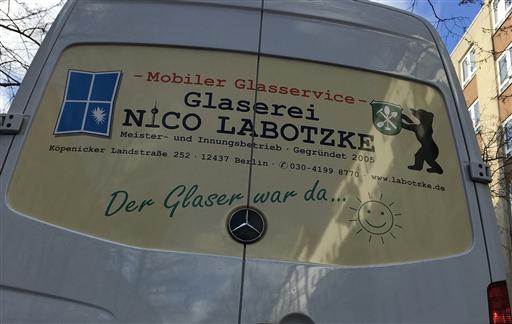 - Mobiler Glasservice -
Glaserei
NiCO LABOTZKE
Meister- und Innungsbetrieb · Gegründet 2005
Köpenicker Landstraße 252 · 12437 Berlin · ✆ 030-4199 8770 · www.labotzke.de
Der Glaser war da...